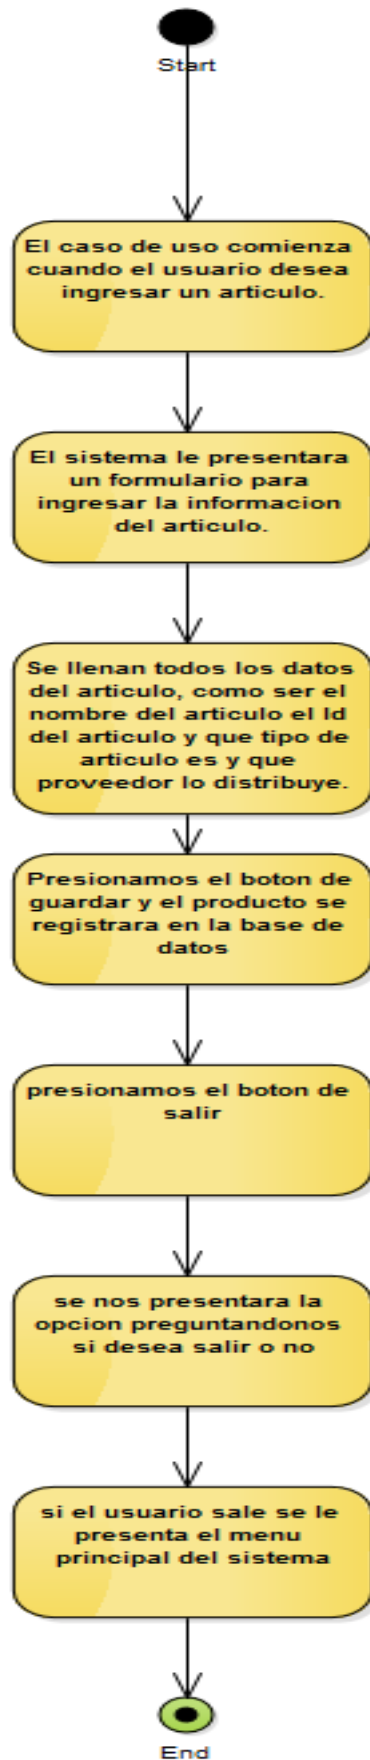 Start
El caso de uso comienza
cuando el usuario desea
ingresar un articulo.
El sistema le presentara
un formulario para
ingresar la informacion
del articulo.
Se llenan todos los datos
del articulo, como ser el
nombre del articulo el Id
del articulo y que tipo de
articulo es y que
proveedor lo distribuye.
Presionamos el boton de
guardar y el producto se
registrara en la base de
datos
presionamos el boton de
salir
se nos presentara la
opcion preguntandonos
si desea salir o no
si el usuario sale se le
presenta el menu
principal del sistema
End